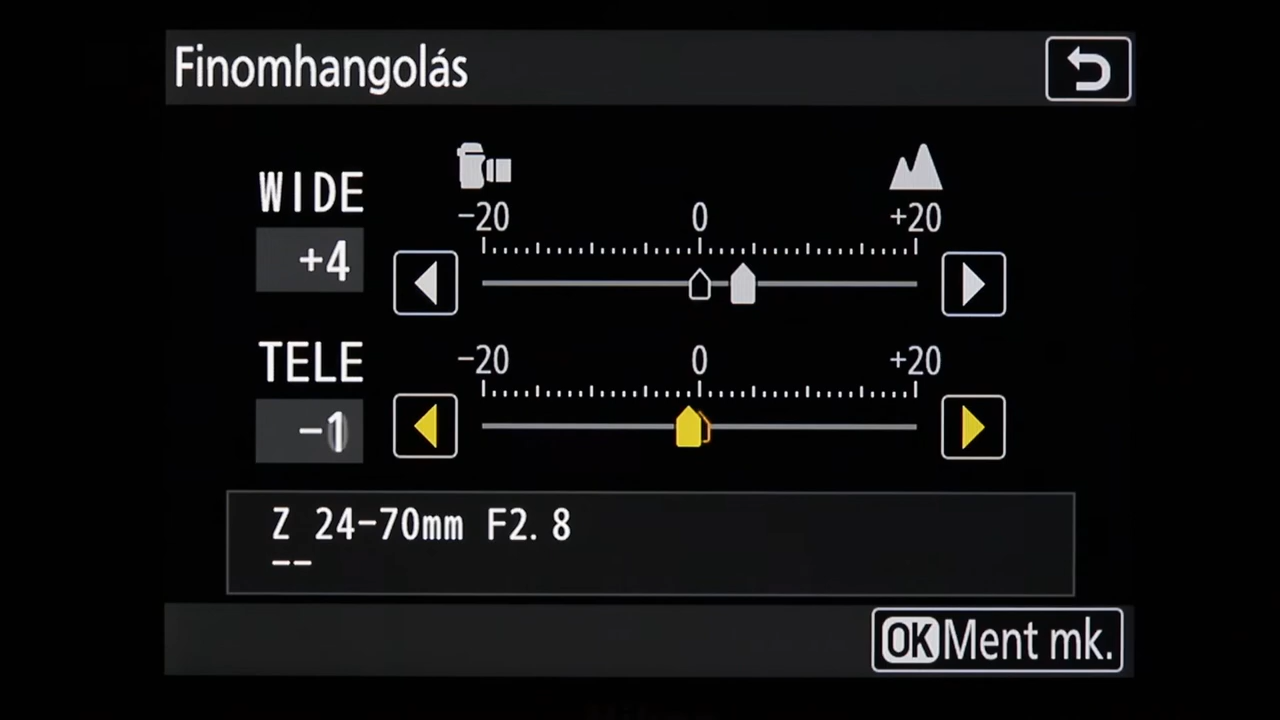 Finomhangolás
WIDE
-20 0 +20
+4
TELE
-20 0 +20
-1
Z 24-70mm F2.8
--
OK Ment mk.